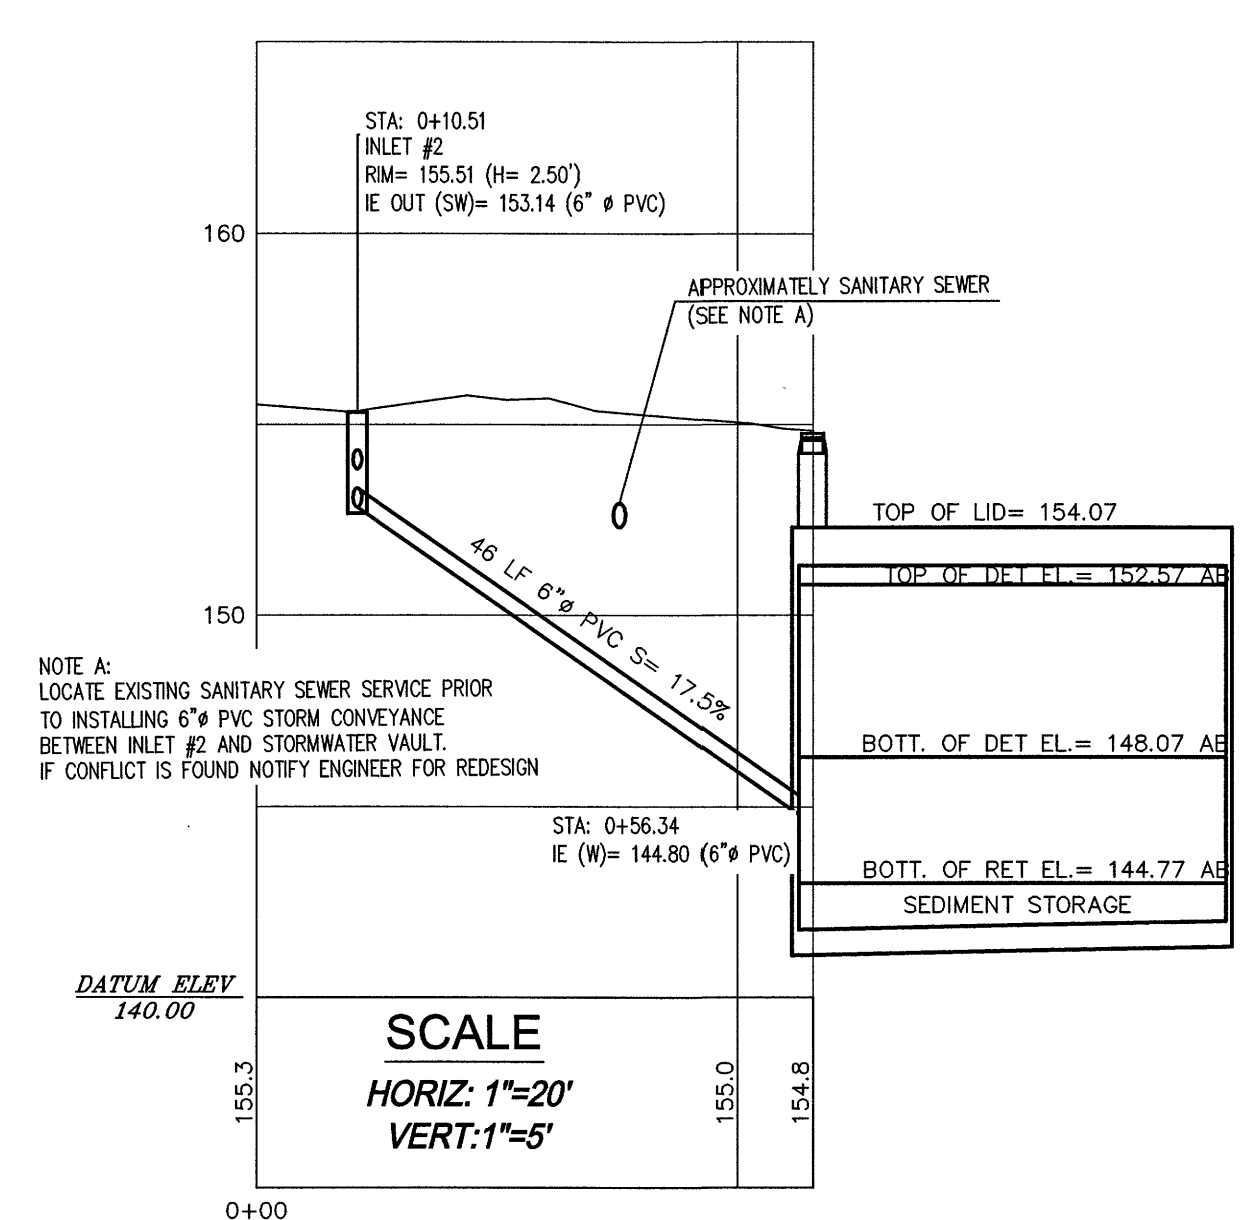 STA: 0+10.51
INLET #2
RIM= 155.51 (H= 2.50')
IE OUT (SW)= 153.14 (6" ø PVC)
160
APPROXIMATELY SANITARY SEWER
(SEE NOTE A)
TOP OF LID= 154.07
TOP OF DET EL.= 152.57 AB
46 LF 6"ø PVC S= 17.5%
150
NOTE A:
LOCATE EXISTING SANITARY SEWER SERVICE PRIOR
TO INSTALLING 6"ø PVC STORM CONVEYANCE
BETWEEN INLET #2 AND STORMWATER VAULT.
IF CONFLICT IS FOUND NOTIFY ENGINEER FOR REDESIGN
BOTT. OF DET EL.= 148.07 AB
STA: 0+56.34
IE (W)= 144.80 (6"ø PVC)
BOTT. OF RET EL.= 144.77 AB
SEDIMENT STORAGE
DATUM ELEV
140.00
SCALE
HORIZ: 1"=20'
VERT:1"=5'
155.3
155.0
154.8
0+00